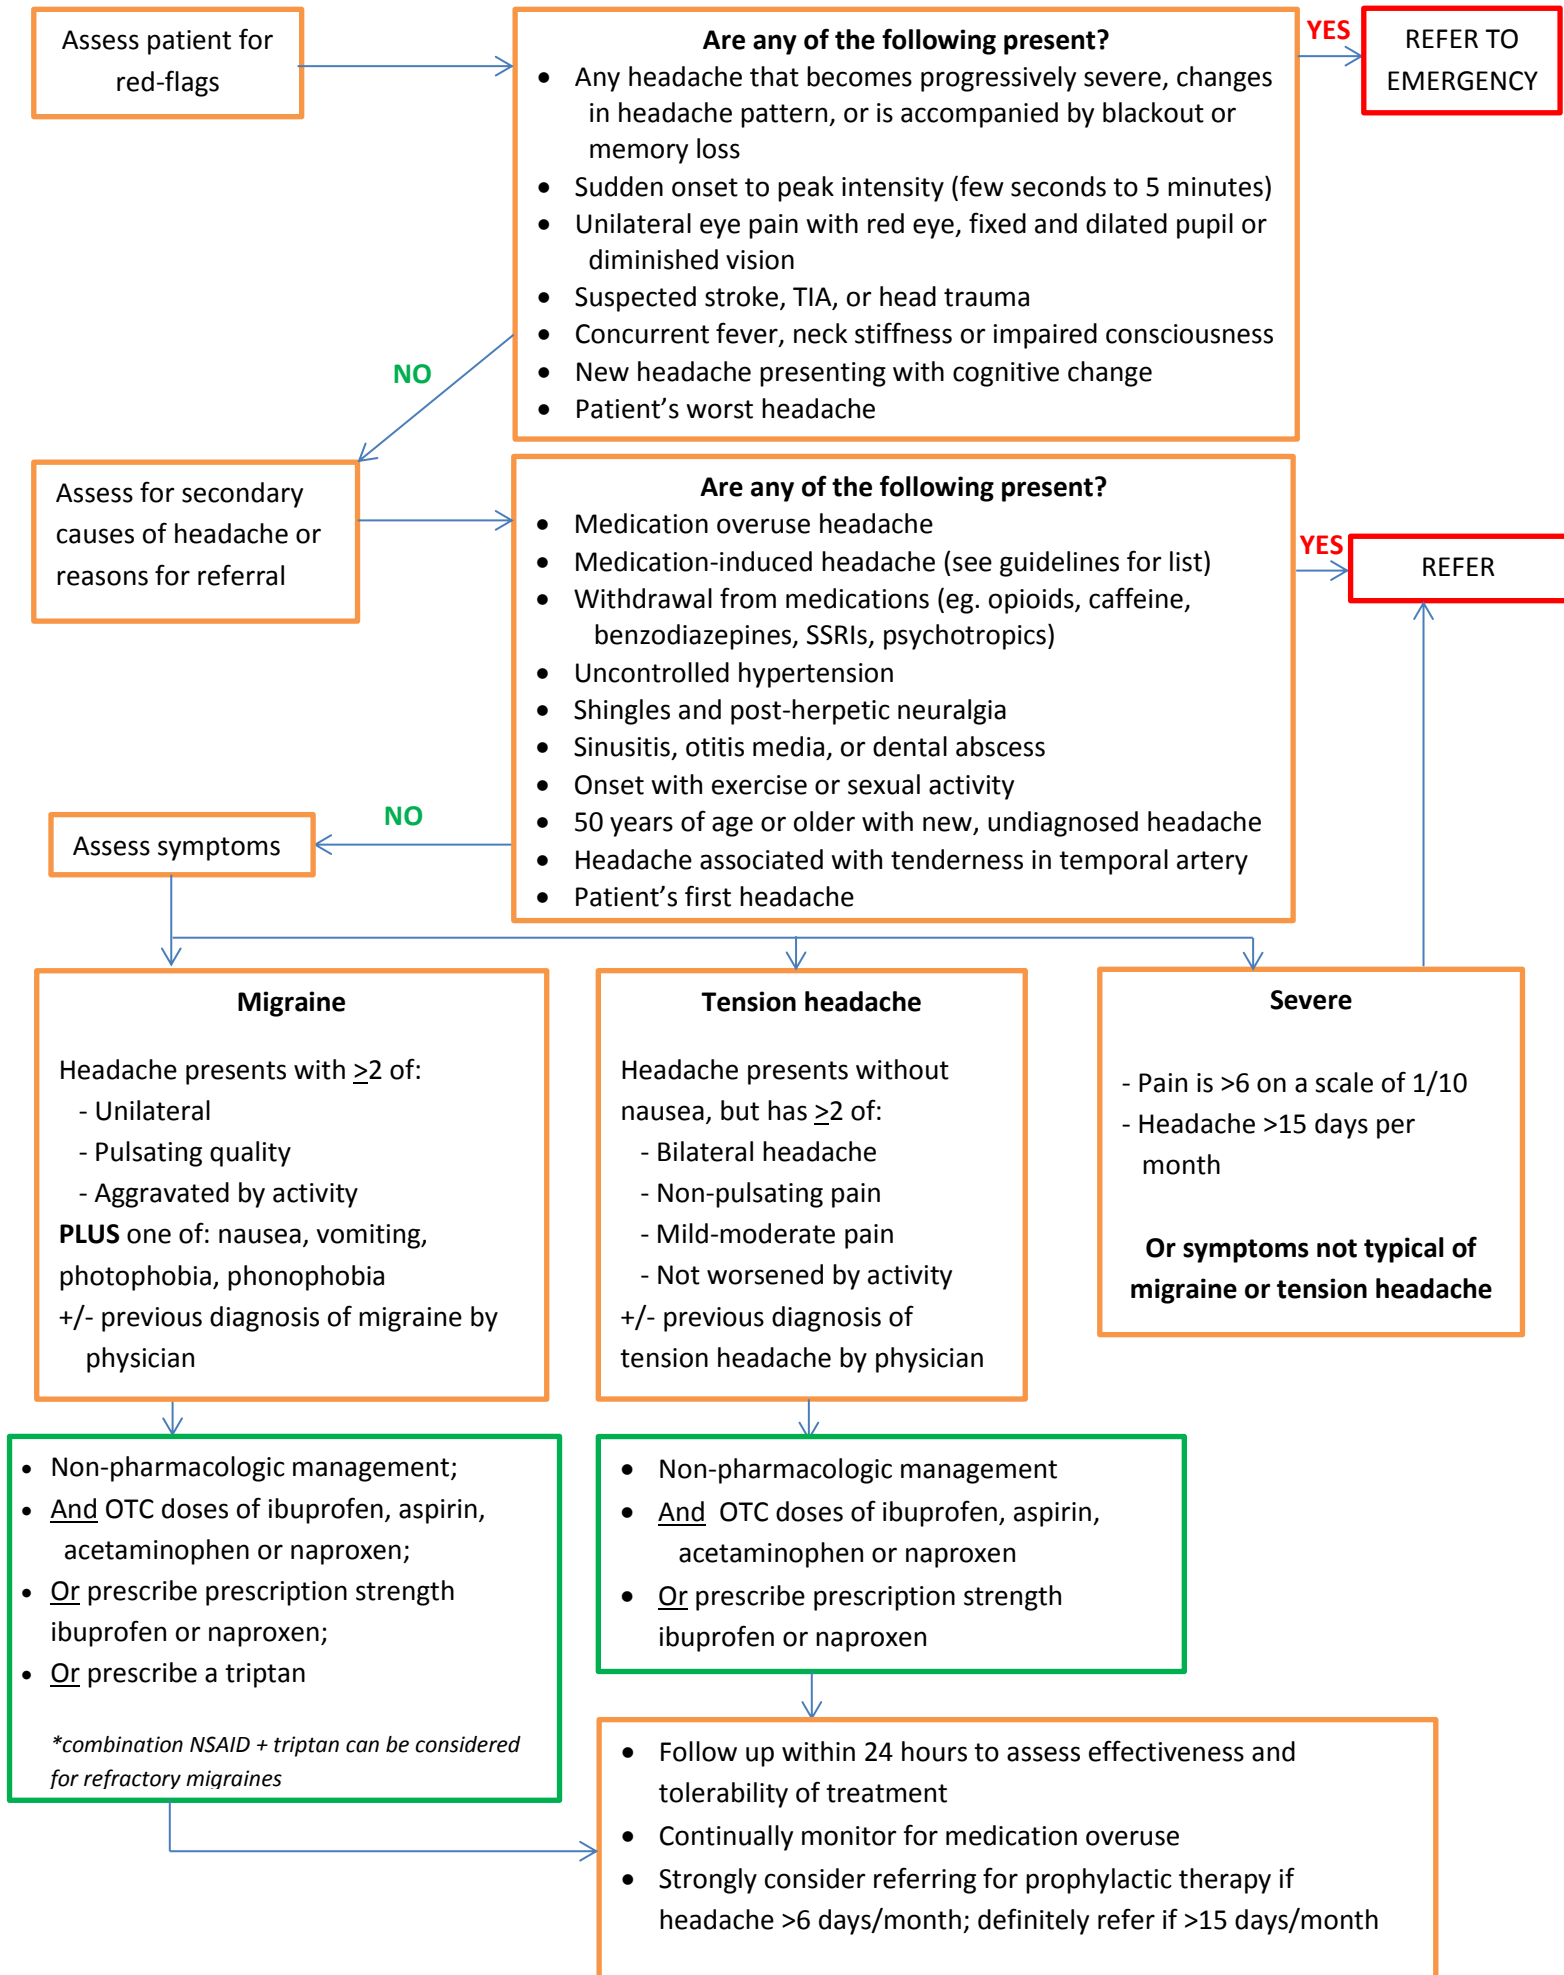 Assess patient for
red-flags
Are any of the following present?
• Any headache that becomes progressively severe, changes
in headache pattern, or is accompanied by blackout or
memory loss
• Sudden onset to peak intensity (few seconds to 5 minutes)
• Unilateral eye pain with red eye, fixed and dilated pupil or
diminished vision
• Suspected stroke, TIA, or head trauma
• Concurrent fever, neck stiffness or impaired consciousness
• New headache presenting with cognitive change
• Patient’s worst headache
YES
REFER TO
EMERGENCY
NO
Assess for secondary
causes of headache or
reasons for referral
Are any of the following present?
• Medication overuse headache
• Medication-induced headache (see guidelines for list)
• Withdrawal from medications (eg. opioids, caffeine,
benzodiazepines, SSRIs, psychotropics)
• Uncontrolled hypertension
• Shingles and post-herpetic neuralgia
• Sinusitis, otitis media, or dental abscess
• Onset with exercise or sexual activity
• 50 years of age or older with new, undiagnosed headache
• Headache associated with tenderness in temporal artery
• Patient’s first headache
YES
REFER
NO
Assess symptoms
Migraine
Headache presents with ≥2 of:
- Unilateral
- Pulsating quality
- Aggravated by activity
PLUS one of: nausea, vomiting,
photophobia, phonophobia
+/- previous diagnosis of migraine by
physician
Tension headache
Headache presents without
nausea, but has ≥2 of:
- Bilateral headache
- Non-pulsating pain
- Mild-moderate pain
- Not worsened by activity
+/- previous diagnosis of
tension headache by physician
Severe
- Pain is >6 on a scale of 1/10
- Headache >15 days per
month
Or symptoms not typical of
migraine or tension headache
• Non-pharmacologic management;
• And OTC doses of ibuprofen, aspirin,
acetaminophen or naproxen;
• Or prescribe prescription strength
ibuprofen or naproxen;
• Or prescribe a triptan
*combination NSAID + triptan can be considered
for refractory migraines
• Non-pharmacologic management
• And OTC doses of ibuprofen, aspirin,
acetaminophen or naproxen
• Or prescribe prescription strength
ibuprofen or naproxen
• Follow up within 24 hours to assess effectiveness and
tolerability of treatment
• Continually monitor for medication overuse
• Strongly consider referring for prophylactic therapy if
headache >6 days/month; definitely refer if >15 days/month